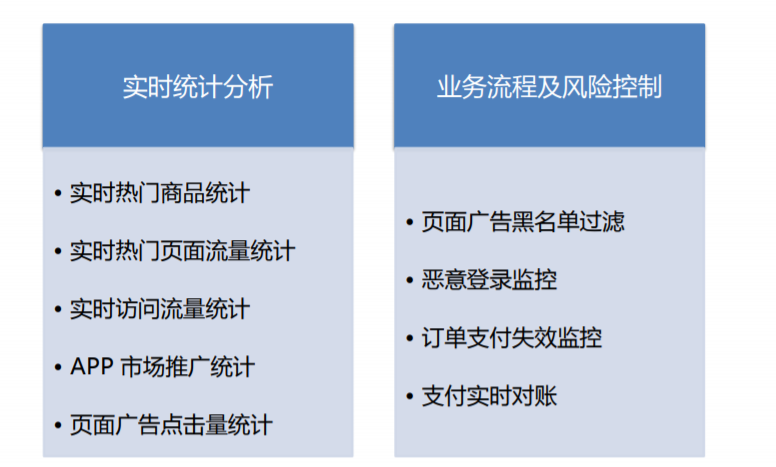 实时统计分析
• 实时热门商品统计
• 实时热门页面流量统计
• 实时访问流量统计
• APP 市场推广统计
• 页面广告点击量统计
业务流程及风险控制
• 页面广告黑名单过滤
• 恶意登录监控
• 订单支付失效监控
• 支付实时对账